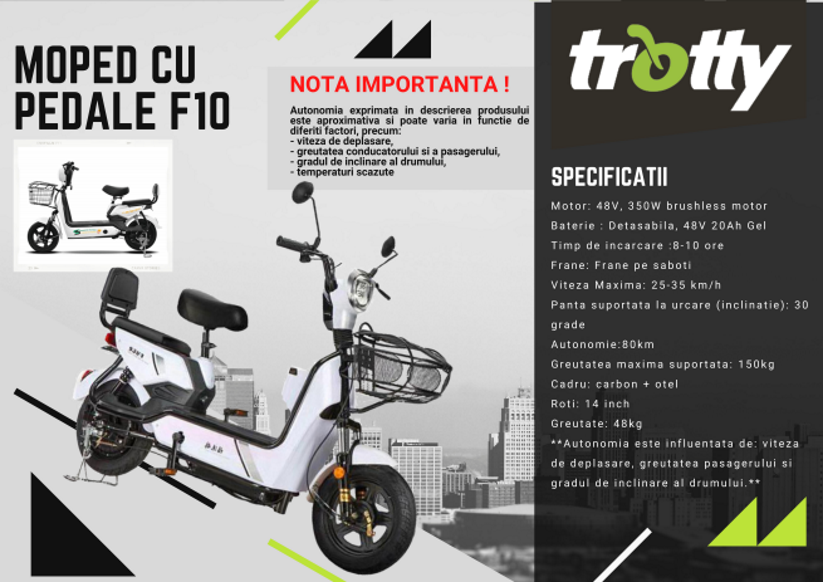 MOPED CU
PEDALE F10
NOTA IMPORTANTA !
Autonomia exprimata in descrierea produsului
este aproximativa si poate varia in functie de
diferiti factori, precum:
- viteza de deplasare,
- greutatea conducatorului si a pasagerului,
- gradul de inclinare al drumului,
- temperaturi scazute
trotty
SPECIFICATII
Motor: 48V, 350W brushless motor
Baterie : Detasabila, 48V 20Ah Gel
Timp de incarcare :8-10 ore
Frane: Frane pe saboti
Viteza Maxima: 25-35 km/h
Panta suportata la urcare (inclinatie): 30
grade
Autonomie:80km
Greutatea maxima suportata: 150kg
Cadru: carbon + otel
Roti: 14 inch
Greutate: 48kg
**Autonomia este influentata de: viteza
de deplasare, greutatea pasagerului si
gradul de inclinare al drumului.**